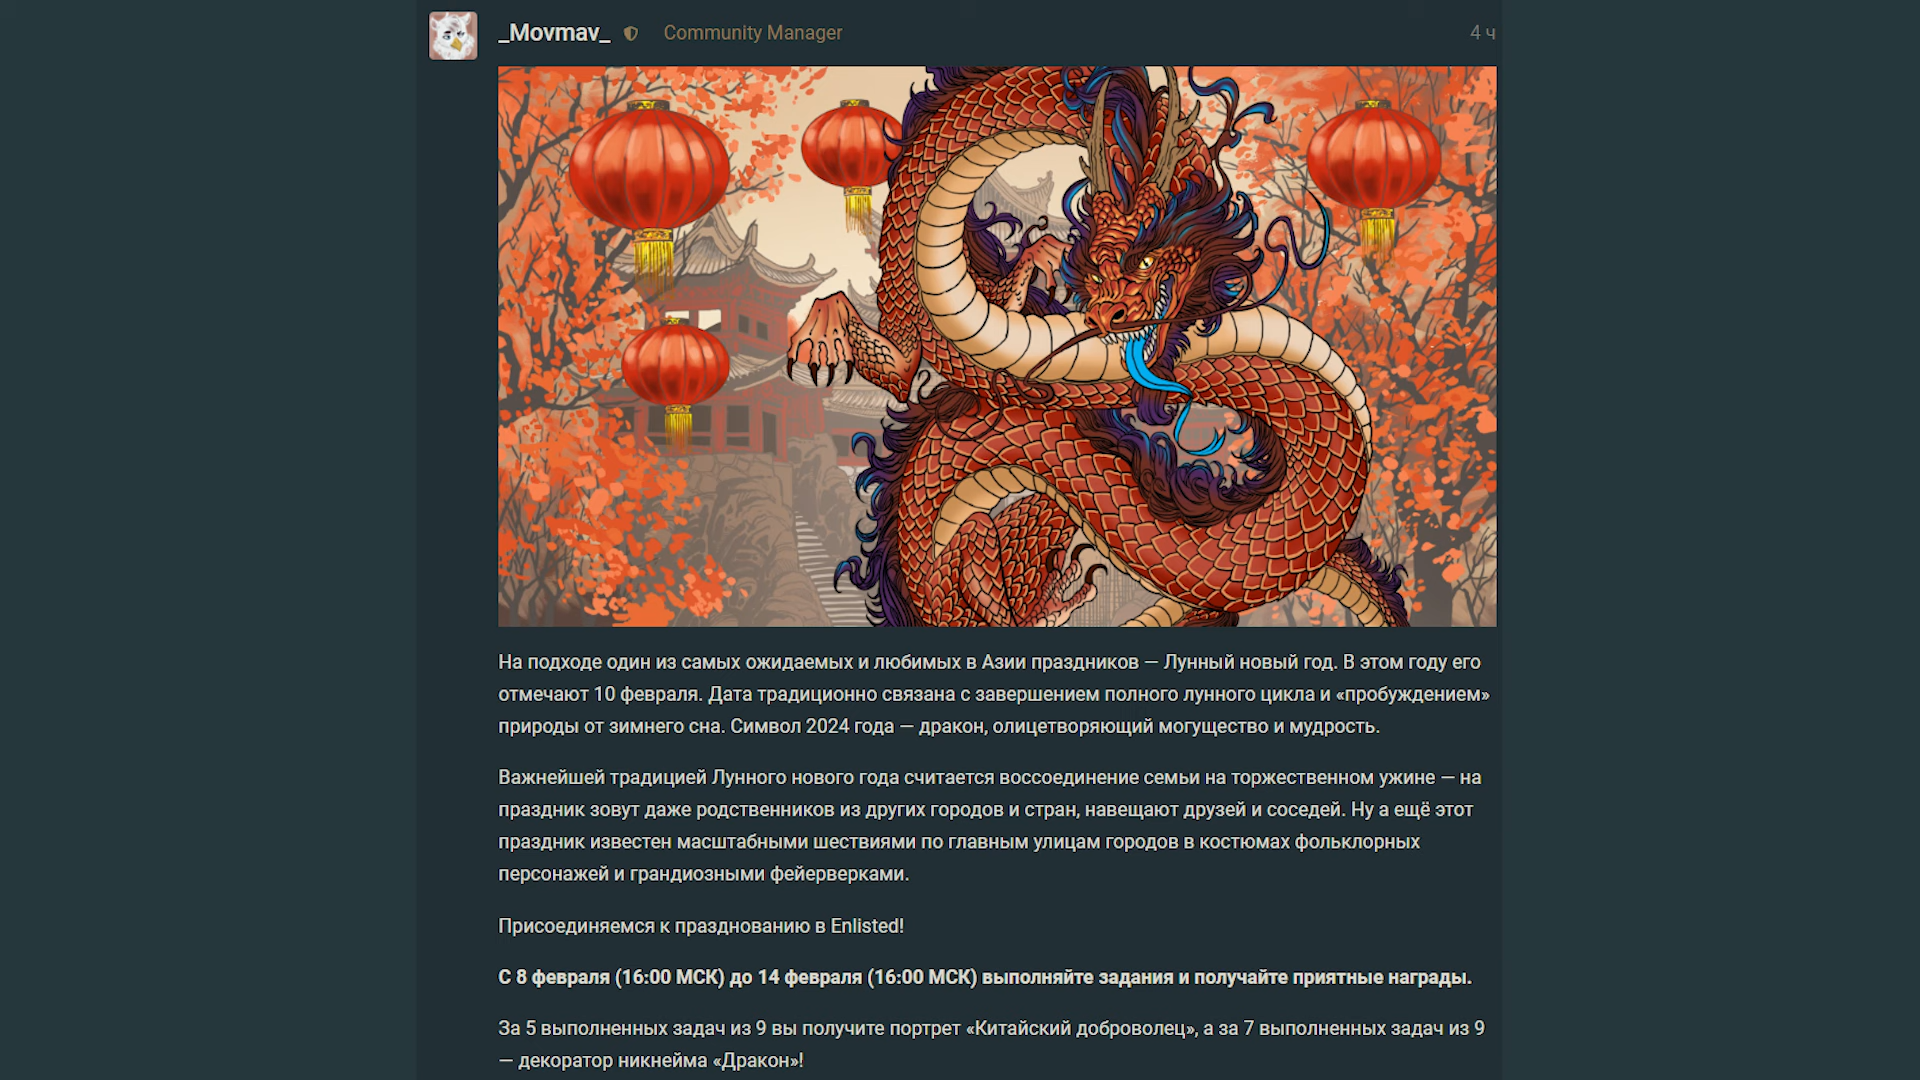 _Movmav_ Community Manager 4 ч
На подходе один из самых ожидаемых и любимых в Азии праздников — Лунный новый год. В этом году его
отмечают 10 февраля. Дата традиционно связана с завершением полного лунного цикла и «пробуждением»
природы от зимнего сна. Символ 2024 года — дракон, олицетворяющий могущество и мудрость.
Важнейшей традицией Лунного нового года считается воссоединение семьи на торжественном ужине — на
праздник зовут даже родственников из других городов и стран, навещают друзей и соседей. Ну а ещё этот
праздник известен масштабными шествиями по главным улицам городов в костюмах фольклорных
персонажей и грандиозными фейерверками.
Присоединяемся к празднованию в Enlisted!
С 8 февраля (16:00 МСК) до 14 февраля (16:00 МСК) выполняйте задания и получайте приятные награды.
За 5 выполненных задач из 9 вы получите портрет «Китайский доброволец», а за 7 выполненных задач из 9
— декоратор никнейма «Дракон»!